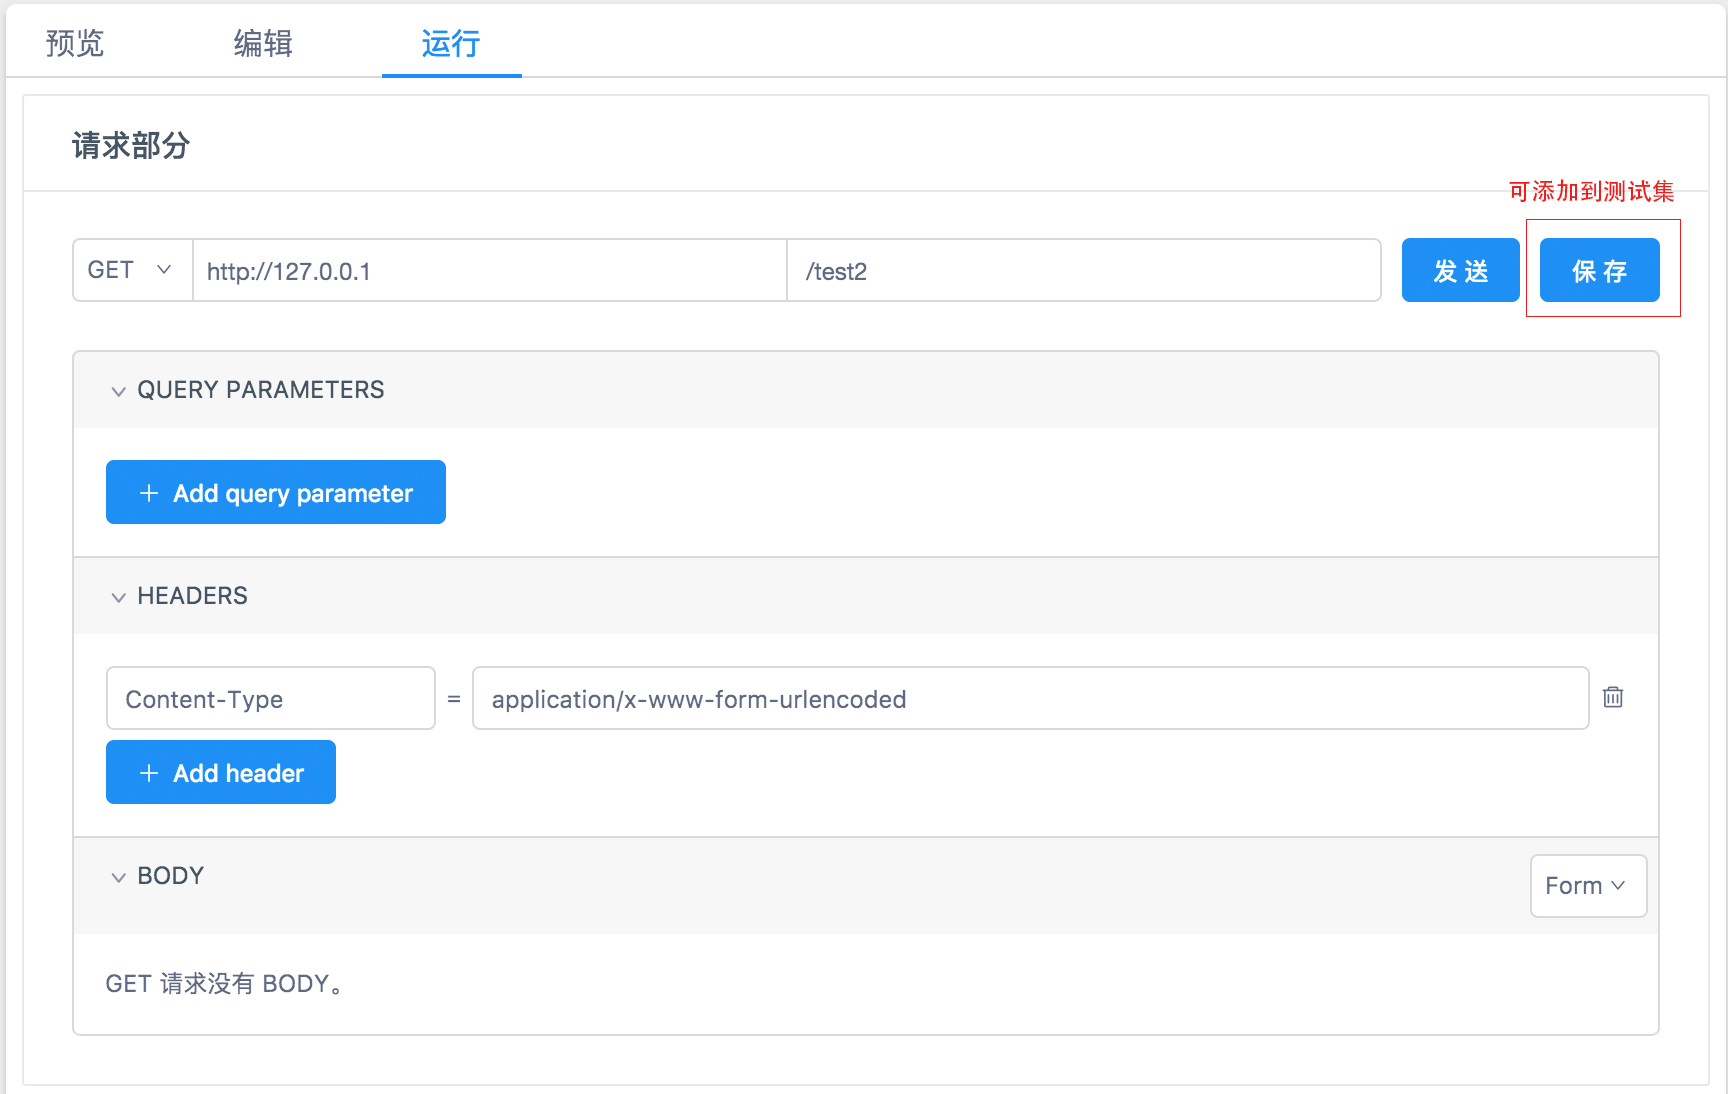 预览 编辑 运行
请求部分
可添加到测试集
GET http://127.0.0.1 /test2 发 送 保 存
QUERY PARAMETERS
+ Add query parameter
HEADERS
Content-Type = application/x-www-form-urlencoded
+ Add header
BODY
Form
GET 请求没有 BODY。